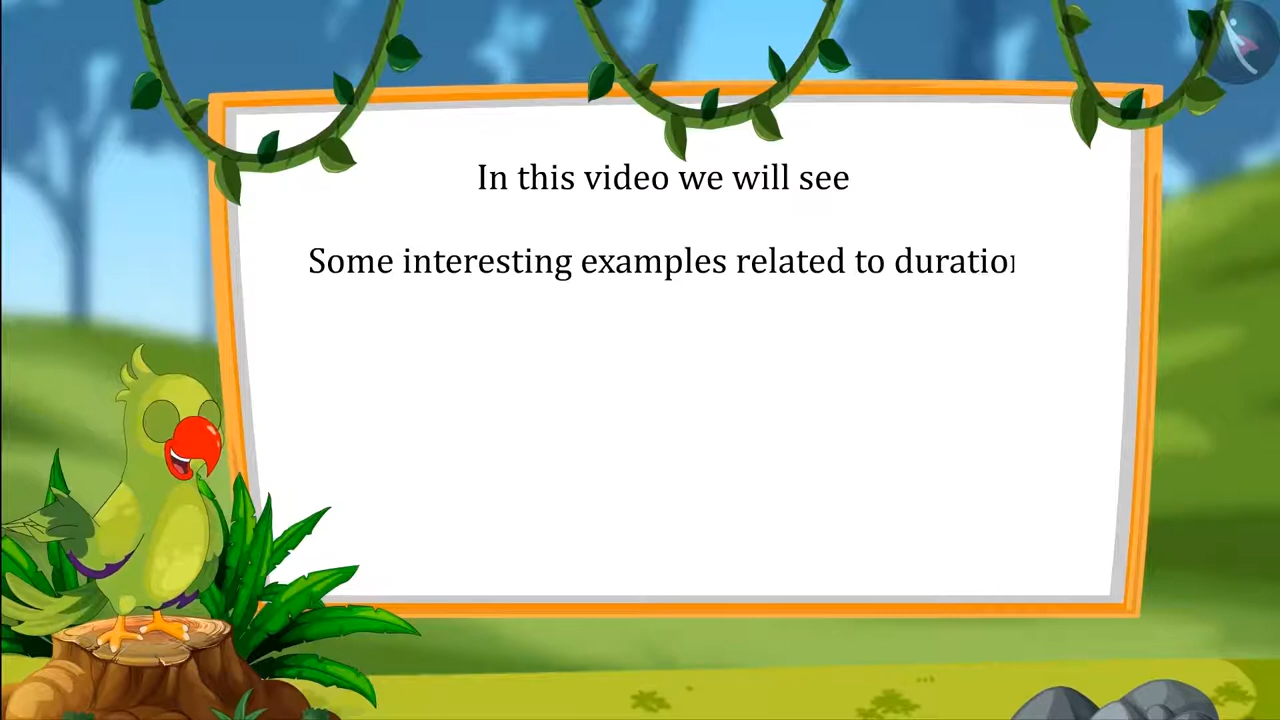 In this video we will see
Some interesting examples related to duratio